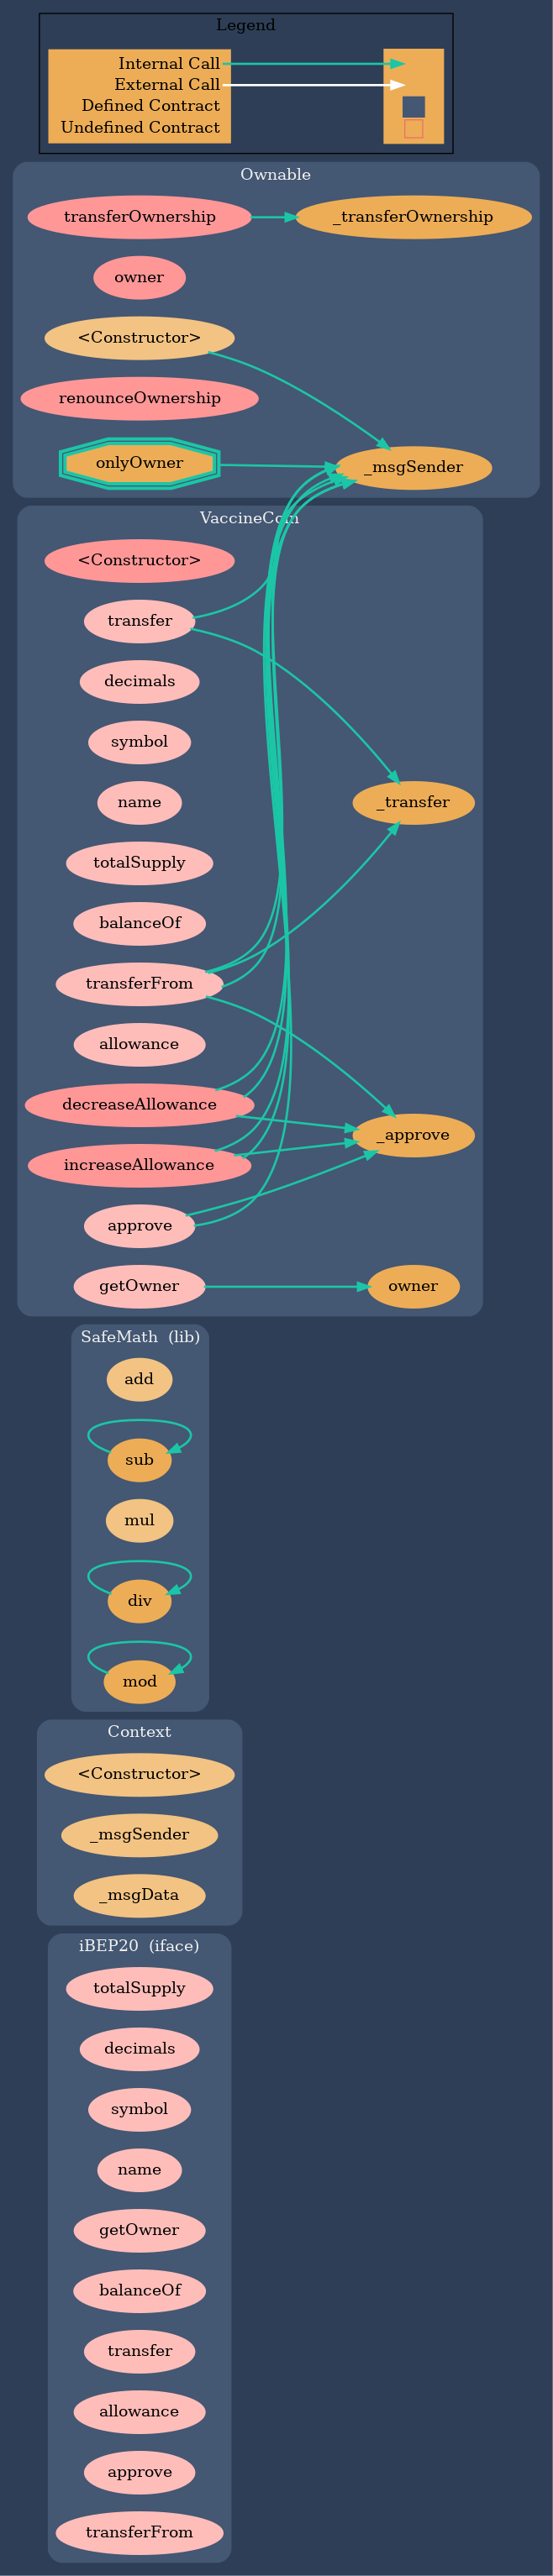 Legend
Internal Call
External Call
Defined Contract
Undefined Contract
Ownable
transferOwnership
_transferOwnership
owner
<Constructor>
renounceOwnership
onlyOwner
_msgSender
VaccineCoin
<Constructor>
transfer
decimals
symbol
name
_transfer
totalSupply
balanceOf
transferFrom
allowance
decreaseAllowance
_approve
increaseAllowance
approve
getOwner
owner
SafeMath (lib)
add
sub
mul
div
mod
Context
<Constructor>
_msgSender
_msgData
iBEP20 (iface)
totalSupply
decimals
symbol
name
getOwner
balanceOf
transfer
allowance
approve
transferFrom